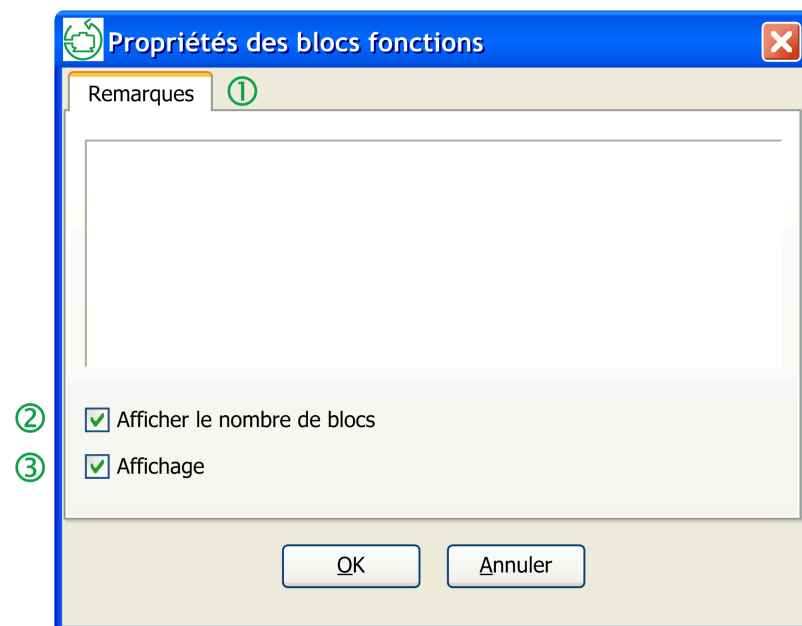 Propriétés des blocs fonctions
Remarques ①
② Afficher le nombre de blocs
③ Affichage
OK Annuler